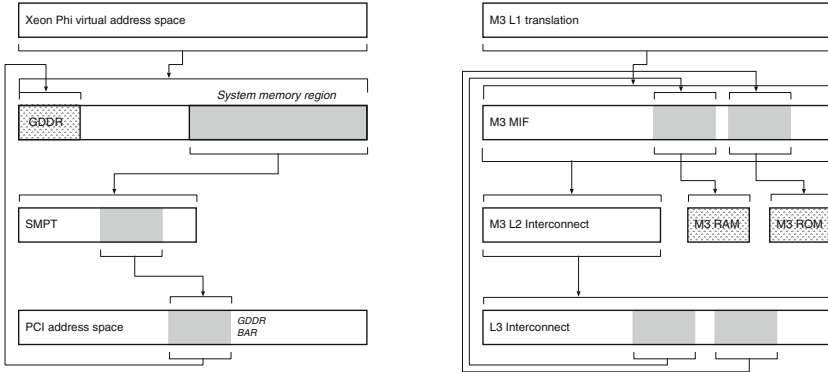 Xeon Phi virtual address space
System memory region
GDDR
SMPT
PCI address space
GDDR
BAR
M3 L1 translation
M3 MIF
M3 L2 Interconnect
M3 RAM
M3 ROM
L3 Interconnect